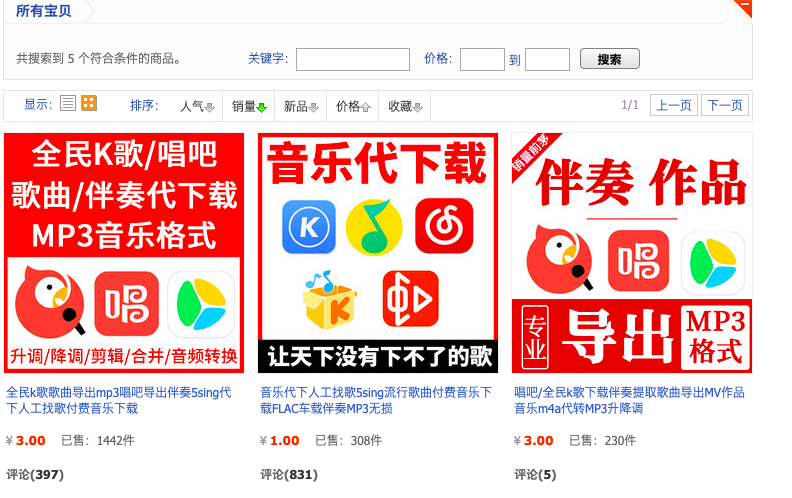 所有宝贝
共搜索到 5 个符合条件的商品。
关键字: 价格: 到 搜索
显示: 排序: 人气 销量 新品 价格 收藏 1/1 上一页 下一页
全民K歌/唱吧
歌曲/伴奏代下载
MP3音乐格式
唱
升调/降调/剪辑/合并/音频转换
音乐代下载
K
K
让天下没有下不了的歌
销量前茅
伴奏 作品
唱
专业
导出
MP3
格式
全民k歌歌曲导出mp3唱吧导出伴奏5sing代
下人工找歌付费音乐下载
¥ 3.00 已售: 1442件
评论(397)
音乐代下人工找歌5sing流行歌曲付费音乐下
载FLAC车载伴奏MP3无损
¥ 1.00 已售: 308件
评论(831)
唱吧/全民k歌下载伴奏提取歌曲导出MV作品
音乐m4a代转MP3升降调
¥ 3.00 已售: 230件
评论(5)